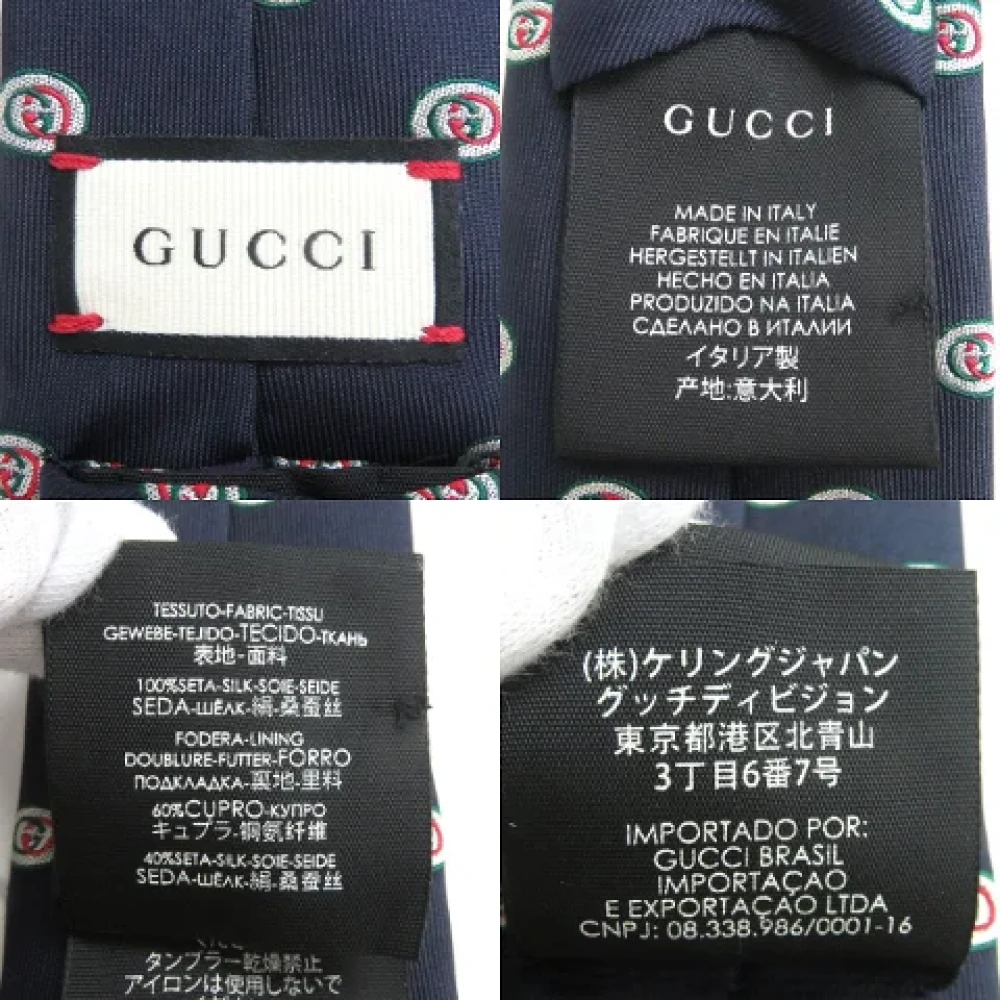 GUCCI
GUCCI
MADE IN ITALY
FABRIQUE EN ITALIE
HERGESTELLT IN ITALIEN
HECHO EN ITALIA
PRODUZIDO NA ITALIA
СДЕЛАНО В ИТАЛИИ
イタリア製
产地:意大利
TESSUTO-FABRIC-TISSU
GEWEBE-TEJIDO-TECIDO-ТКАНЬ
表地-面料
100%SETA-SILK-SOIE-SEIDE
SEDA-ШЁЛК-絹-桑蚕丝
FODERA-LINING
DOUBLURE-FUTTER-FORRO
ПОДКЛАДКА-裏地-里料
60%CUPRO-КУПРО
キュプラ-铜氨纤维
40%SETA-SILK-SOIE-SEIDE
SEDA-ШЁЛК-絹-桑蚕丝
タンブラー乾燥禁止
アイロンは使用しないで
(株)ケリングジャパン
グッチディビジョン
東京都港区北青山
3丁目6番7号
IMPORTADO POR:
GUCCI BRASIL
IMPORTAÇAO
E EXPORTAÇAO LTDA
CNPJ: 08.338.986/0001-16